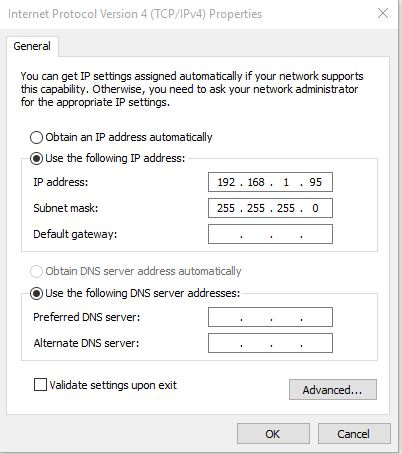 Internet Protocol Version 4 (TCP/IPv4) Properties
General
You can get IP settings assigned automatically if your network supports
this capability. Otherwise, you need to ask your network administrator
for the appropriate IP settings.
Obtain an IP address automatically
Use the following IP address:
IP address: 192 . 168 . 1 . 95
Subnet mask: 255 . 255 . 255 . 0
Default gateway: . . .
Obtain DNS server address automatically
Use the following DNS server addresses:
Preferred DNS server: . . .
Alternate DNS server: . . .
Validate settings upon exit
Advanced...
OK Cancel